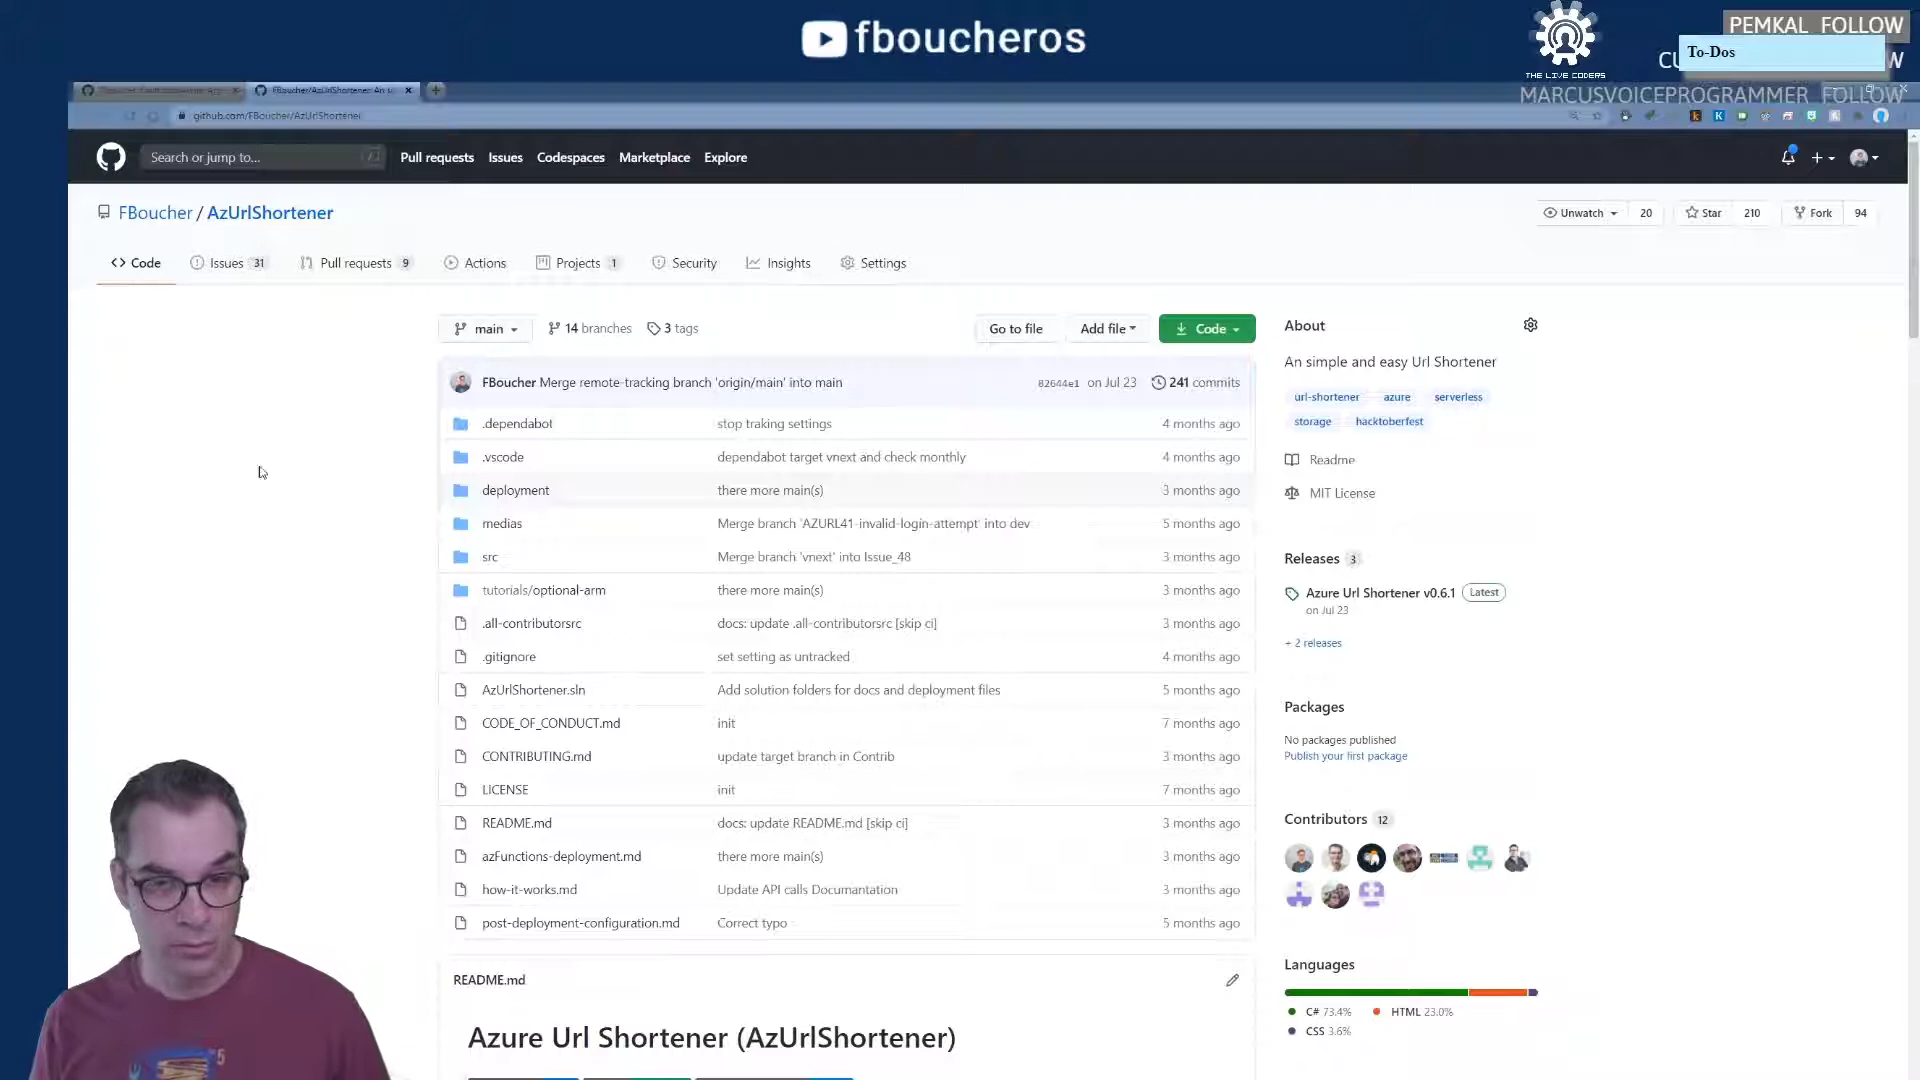 fboucheros
PEMKAL_FOLLOW
To-Dos
THE LIVE CODERS
MARCUSVOICEPROGRAMMER_FOLLOW
FBoucher/AzUrlShortener: An s
github.com/FBoucher/AzUrlShortener
Search or jump to... /
Pull requests Issues Codespaces Marketplace Explore
FBoucher / AzUrlShortener
Unwatch 20 Star 210 Fork 94
Code Issues 31 Pull requests 9 Actions Projects 1 Security Insights Settings
main 14 branches 3 tags Go to file Add file Code
FBoucher Merge remote-tracking branch 'origin/main' into main 82644e1 on Jul 23 241 commits
.dependabot stop traking settings 4 months ago
.vscode dependabot target vnext and check monthly 4 months ago
deployment there more main(s) 3 months ago
medias Merge branch 'AZURL41-invalid-login-attempt' into dev 5 months ago
src Merge branch 'vnext' into Issue_48 3 months ago
tutorials/optional-arm there more main(s) 3 months ago
.all-contributorsrc docs: update .all-contributorsrc [skip ci] 3 months ago
.gitignore set setting as untracked 4 months ago
AzUrlShortener.sln Add solution folders for docs and deployment files 5 months ago
CODE_OF_CONDUCT.md init 7 months ago
CONTRIBUTING.md update target branch in Contrib 3 months ago
LICENSE init 7 months ago
README.md docs: update README.md [skip ci] 3 months ago
azFunctions-deployment.md there more main(s) 3 months ago
how-it-works.md Update API calls Documantation 3 months ago
post-deployment-configuration.md Correct typo 5 months ago
README.md
Azure Url Shortener (AzUrlShortener)
About
An simple and easy Url Shortener
url-shortener azure serverless
storage hacktoberfest
Readme
MIT License
Releases 3
Azure Url Shortener v0.6.1 Latest
on Jul 23
+ 2 releases
Packages
No packages published
Publish your first package
Contributors 12
Languages
C# 73.4% HTML 23.0%
CSS 3.6%